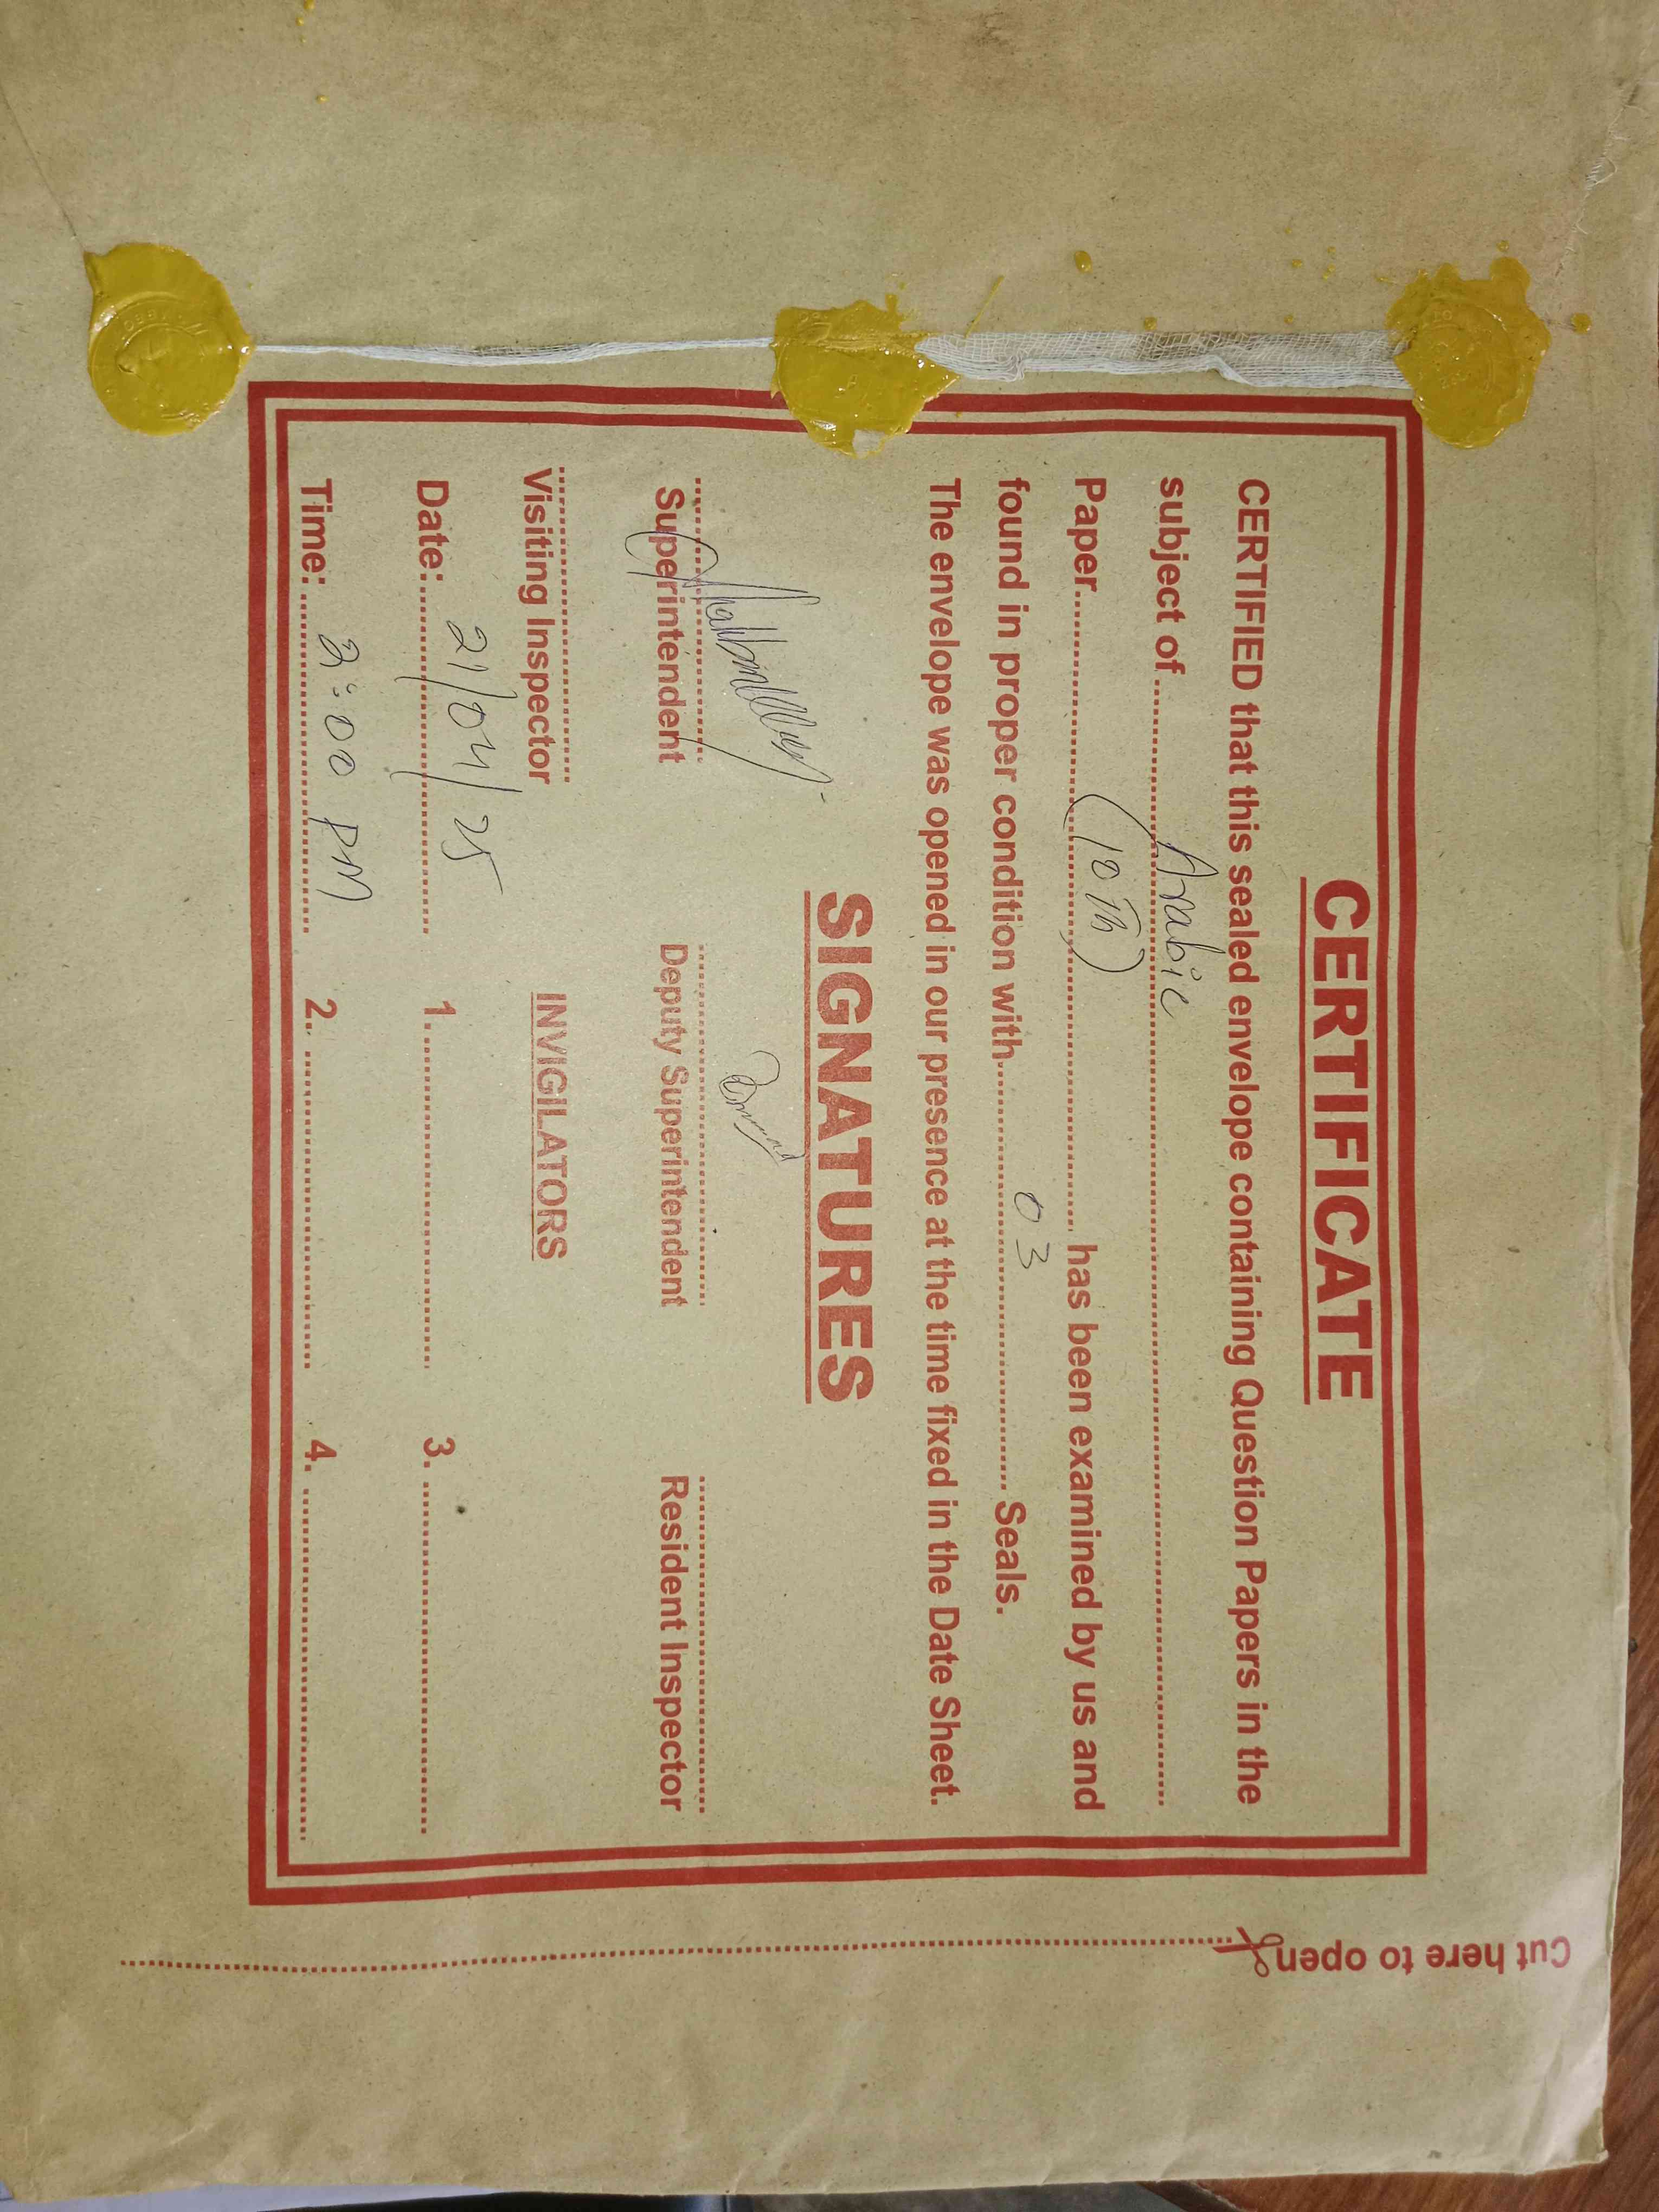 CERTIFICATE
CERTIFIED that this sealed envelope containing Question Papers in the
subject of Arabic
Paper (10th) has been examined by us and
found in proper condition with 03 Seals.
The envelope was opened in our presence at the time fixed in the Date Sheet.
SIGNATURES
Superintendent Deputy Superintendent Resident Inspector
Visiting Inspector INVIGILATORS
Date: 21/04/25 1. 3.
Time: 2:00 PM 2. 4.
Cut here to open